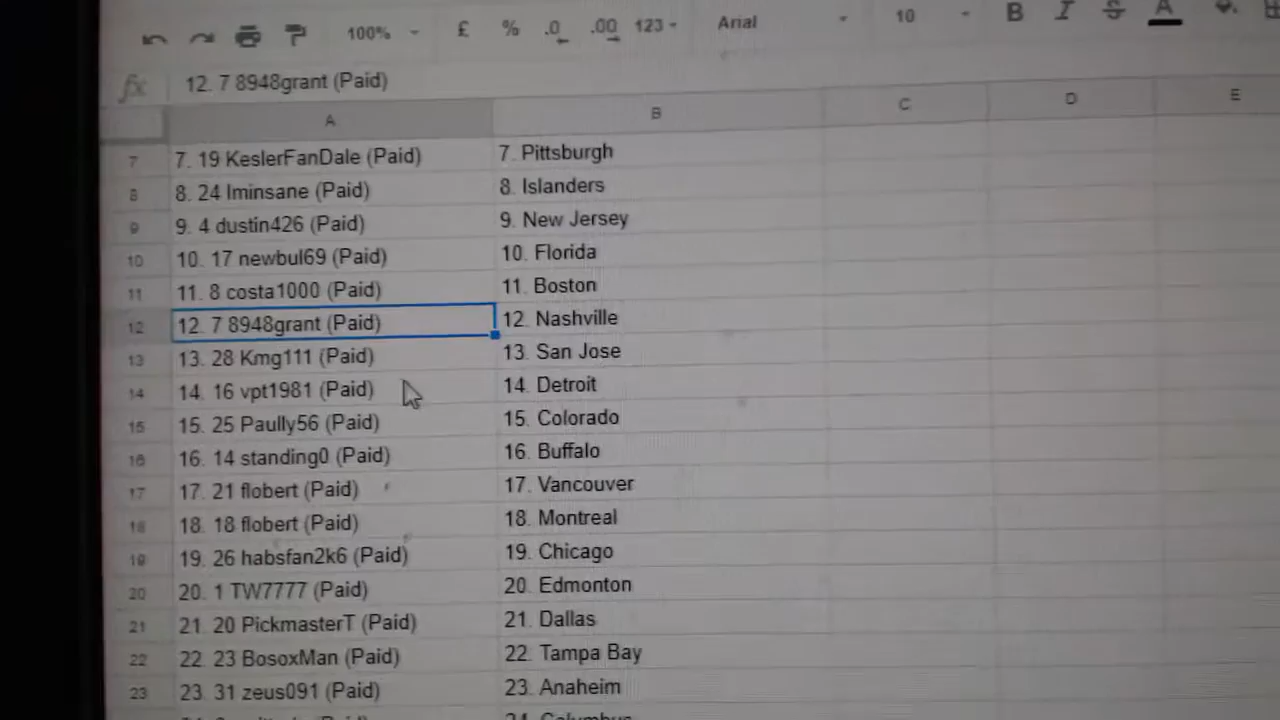 100% £ % .0 .00 123 Arial 10 B I S A
fx 12. 7 8948grant (Paid)
A B C D E
7 7. 19 KeslerFanDale (Paid) 7. Pittsburgh
8 8. 24 Iminsane (Paid) 8. Islanders
9 9. 4 dustin426 (Paid) 9. New Jersey
10 10. 17 newbul69 (Paid) 10. Florida
11 11. 8 costa1000 (Paid) 11. Boston
12 12. 7 8948grant (Paid) 12. Nashville
13 13. 28 Kmg111 (Paid) 13. San Jose
14 14. 16 vpt1981 (Paid) 14. Detroit
15 15. 25 Paully56 (Paid) 15. Colorado
16 16. 14 standing0 (Paid) 16. Buffalo
17 17. 21 flobert (Paid) 17. Vancouver
18 18. 18 flobert (Paid) 18. Montreal
19 19. 26 habsfan2k6 (Paid) 19. Chicago
20 20. 1 TW7777 (Paid) 20. Edmonton
21 21. 20 PickmasterT (Paid) 21. Dallas
22 22. 23 BosoxMan (Paid) 22. Tampa Bay
23 23. 31 zeus091 (Paid) 23. Anaheim